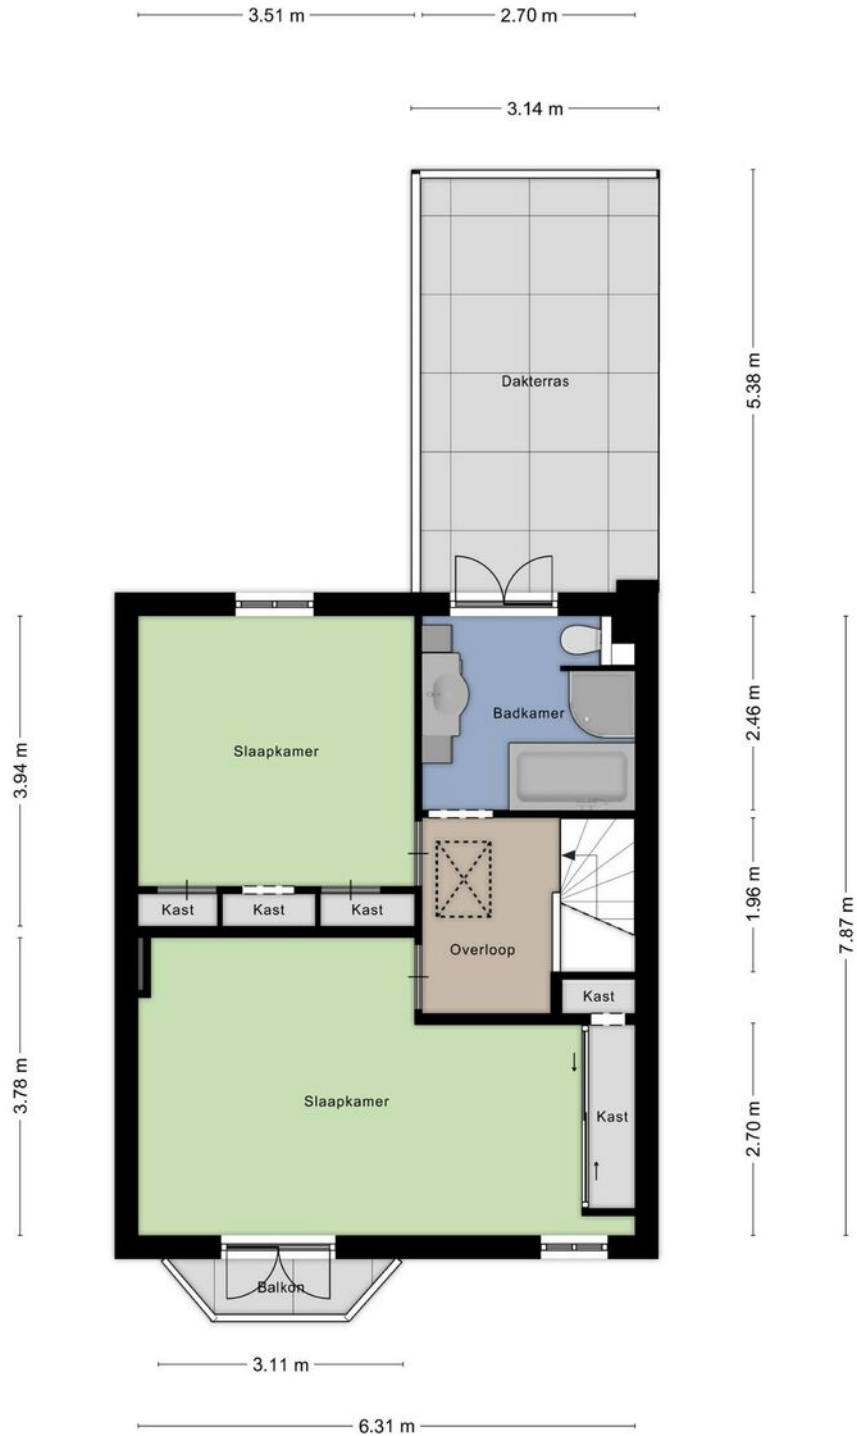 3.51 m
2.70 m
3.14 m
Dakterras
5.38 m
Slaapkamer
Badkamer
3.94 m
2.46 m
Kast
Kast
Kast
Overloop
1.96 m
7.87 m
Kast
Slaapkamer
Kast
3.78 m
2.70 m
Balkon
3.11 m
6.31 m